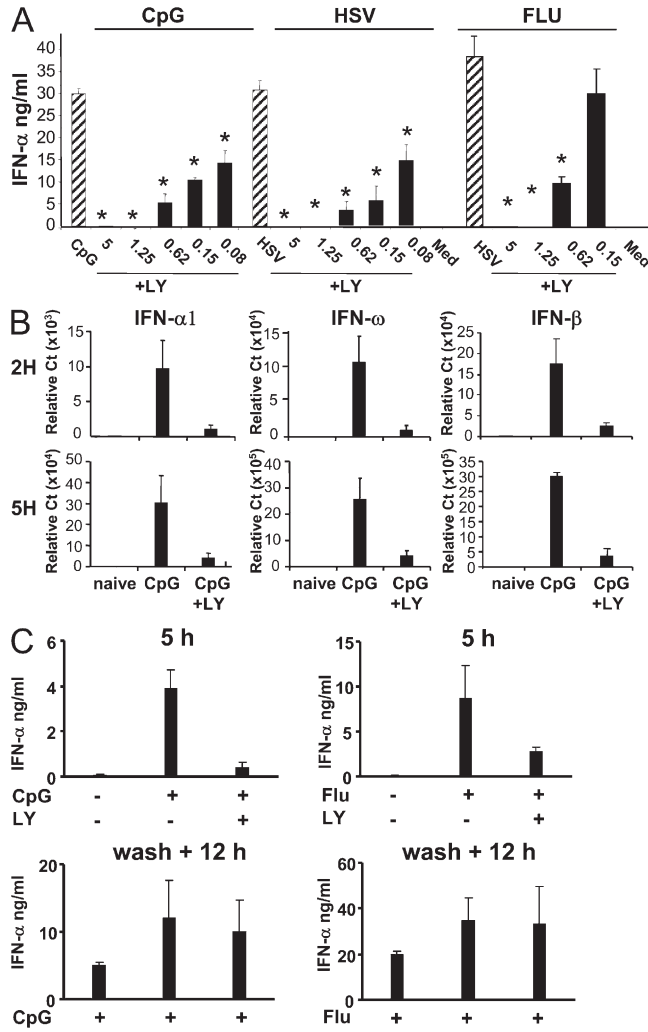 A
CpG HSV FLU
IFN-α ng/ml
40
35
30
25
20
15
10
5
0
* * * * * * * * * * * * *
CpG 5 1.25 0.62 0.15 0.08 HSV 5 1.25 0.62 0.15 0.08 Med HSV 5 1.25 0.62 0.15 Med
+LY +LY +LY
B
IFN-α1 IFN-ω IFN-β
2H
Relative Ct (x10³)
15
10
5
0
Relative Ct (x10⁴)
15
10
5
0
Relative Ct (x10⁴)
25
20
15
10
5
0
5H
Relative Ct (x10⁴)
50
40
30
20
10
0
Relative Ct (x10⁵)
40
30
20
10
0
Relative Ct (x10⁵)
35
30
25
20
15
10
5
0
naive CpG CpG naive CpG CpG naive CpG CpG
+LY +LY +LY
C
5 h 5 h
IFN-α ng/ml
6
4
2
0
IFN-α ng/ml
15
10
5
0
CpG - + + Flu - + +
LY - - + LY - - +
wash + 12 h wash + 12 h
IFN-α ng/ml
20
10
0
IFN-α ng/ml
60
40
20
0
CpG + + + Flu + + +